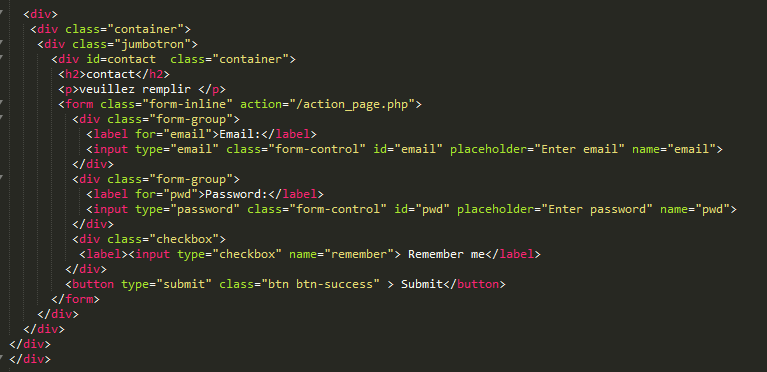 <div>
<div class="container">
<div class="jumbotron">
<div id=contact  class="container">
<h2>contact</h2>
<p>veuillez remplir </p>
<form class="form-inline" action="/action_page.php">
<div class="form-group">
<label for="email">Email:</label>
<input type="email" class="form-control" id="email" placeholder="Enter email" name="email">
</div>
<div class="form-group">
<label for="pwd">Password:</label>
<input type="password" class="form-control" id="pwd" placeholder="Enter password" name="pwd">
</div>
<div class="checkbox">
<label><input type="checkbox" name="remember"> Remember me</label>
</div>
<button type="submit" class="btn btn-success" > Submit</button>
</form>
</div>
</div>
</div>
</div>